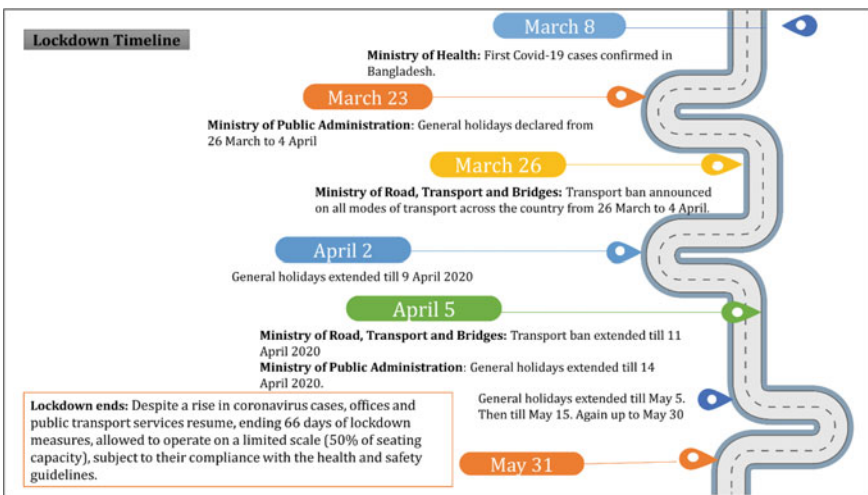 Lockdown Timeline
March 8
Ministry of Health: First Covid-19 cases confirmed in
Bangladesh.
March 23
Ministry of Public Administration: General holidays declared from
26 March to 4 April
March 26
Ministry of Road, Transport and Bridges: Transport ban announced
on all modes of transport across the country from 26 March to 4 April.
April 2
General holidays extended till 9 April 2020
April 5
Ministry of Road, Transport and Bridges: Transport ban extended till 11
April 2020
Ministry of Public Administration: General holidays extended till 14
April 2020.
General holidays extended till May 5.
Then till May 15. Again up to May 30
Lockdown ends: Despite a rise in coronavirus cases, offices and
public transport services resume, ending 66 days of lockdown
measures, allowed to operate on a limited scale (50% of seating
capacity), subject to their compliance with the health and safety
guidelines.
May 31